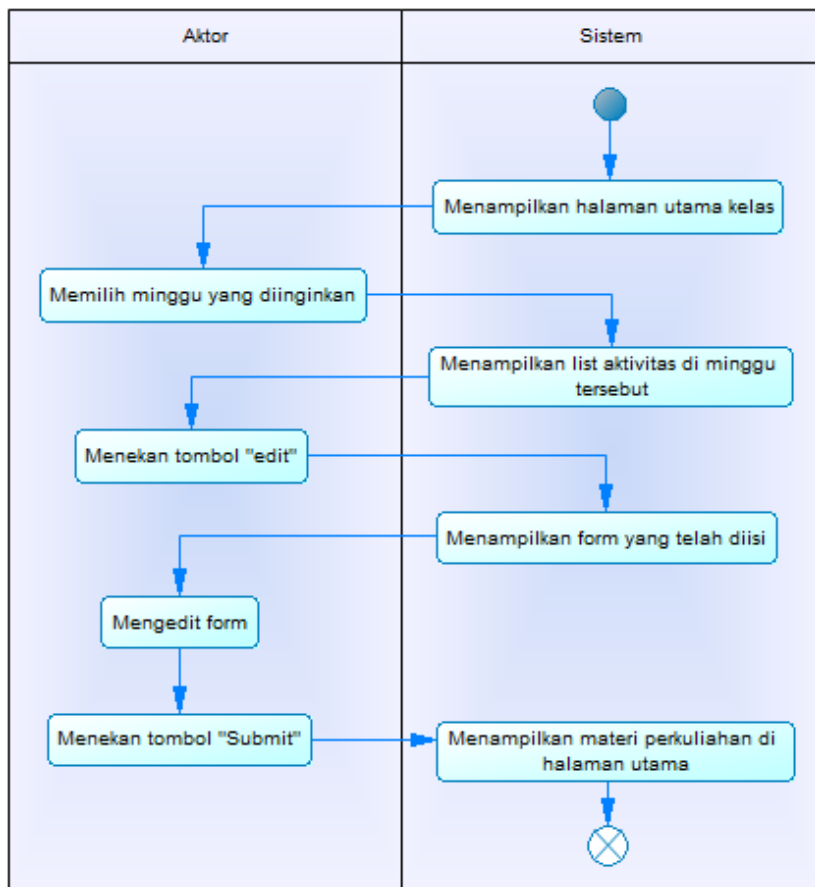 Aktor
Sistem
Menampilkan halaman utama kelas
Memilih minggu yang diinginkan
Menampilkan list aktivitas di minggu
tersebut
Menekan tombol "edit"
Menampilkan form yang telah diisi
Mengedit form
Menekan tombol "Submit"
Menampilkan materi perkuliahan di
halaman utama